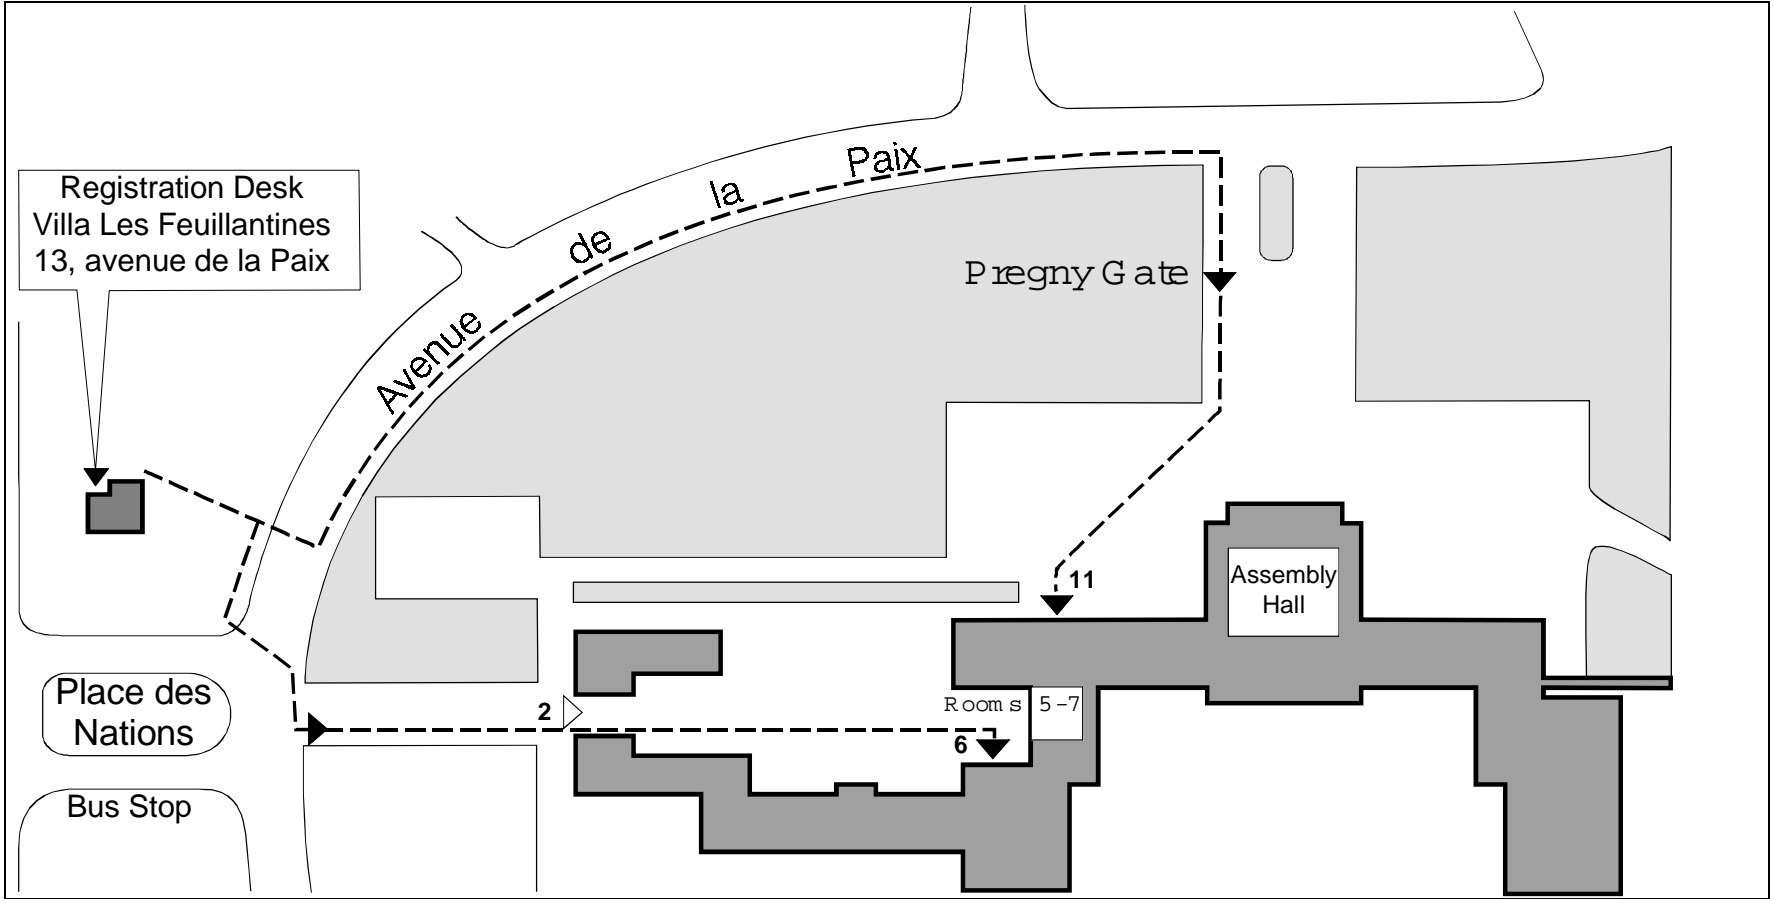 Registration Desk
Villa Les Feuillantines
13, avenue de la Paix
Avenue de la Paix
Pregny Gate
11
Assembly
Hall
Place des
Nations
2
Rooms 5-7
6
Bus Stop